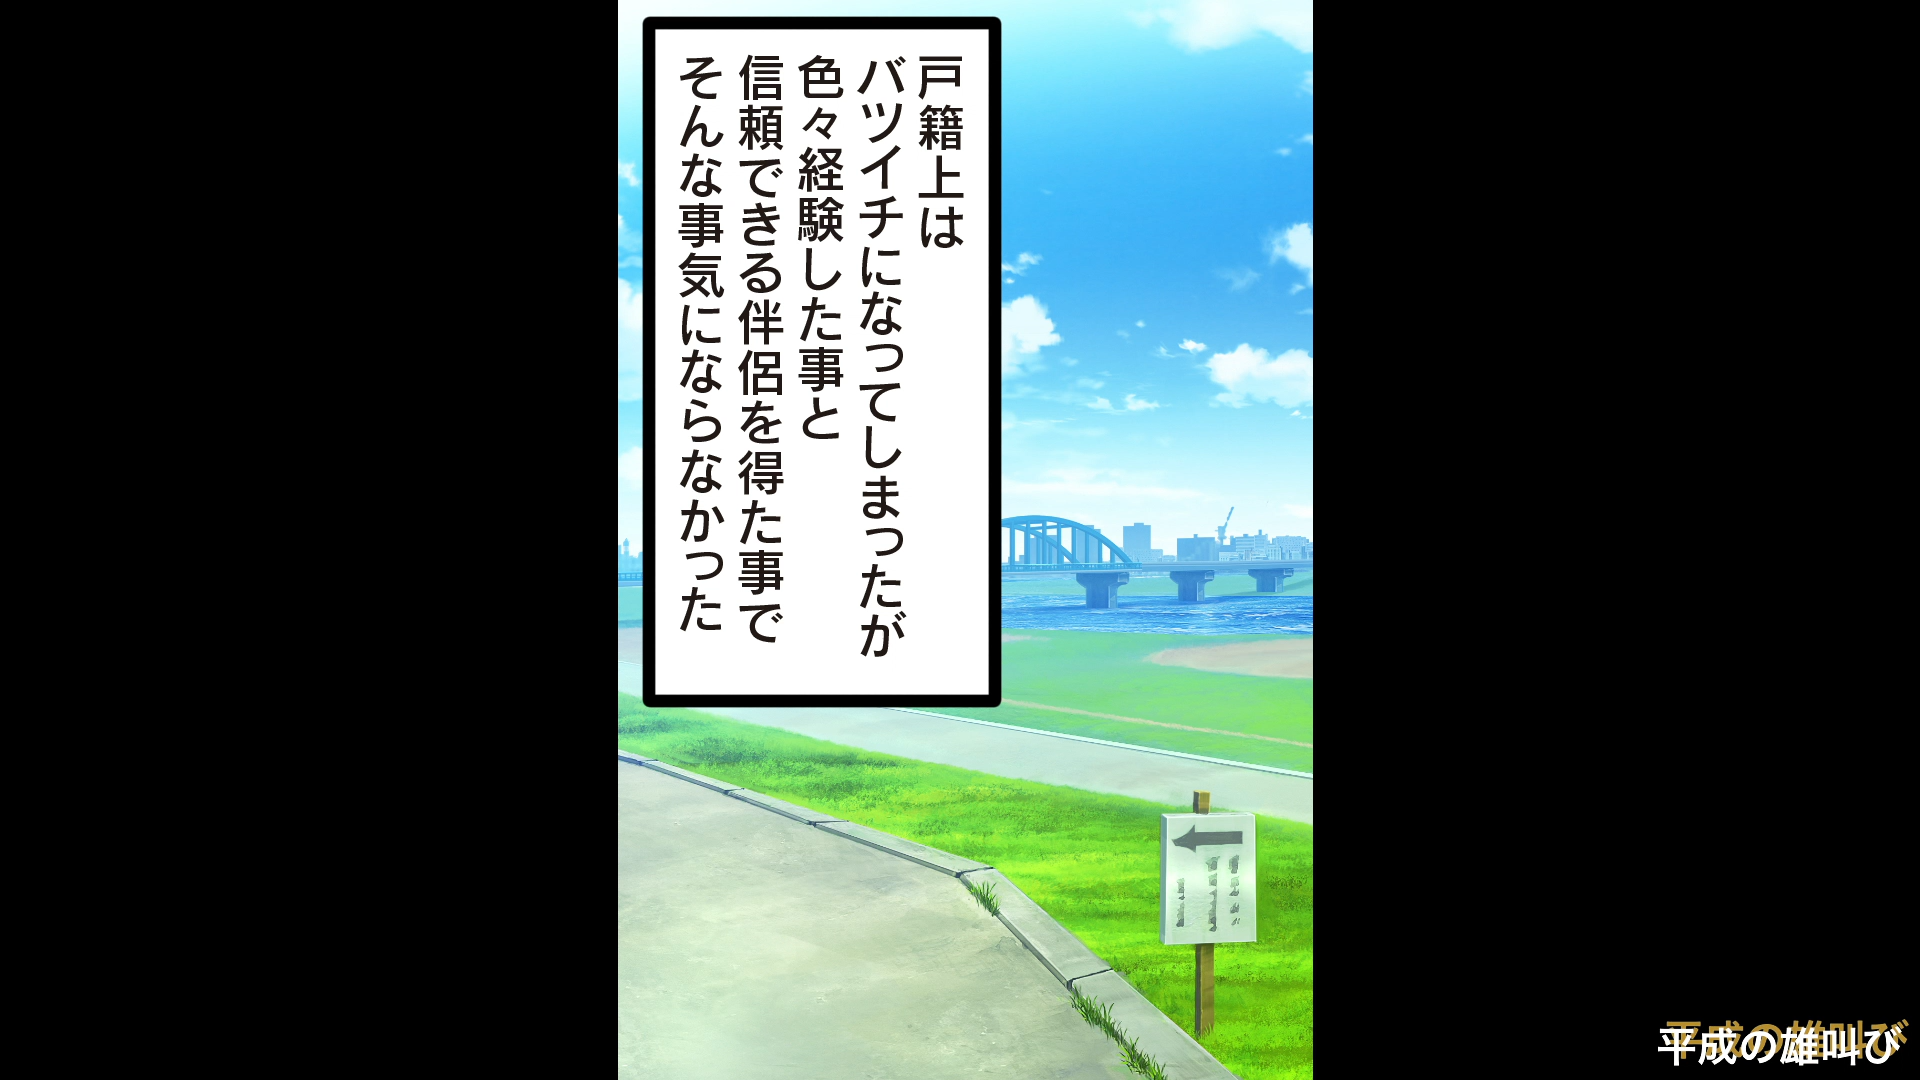 戸籍上は
バツイチになってしまったが
色々経験した事と
信頼できる伴侶を得た事で
そんな事気にならなかった
平成の雄叫び